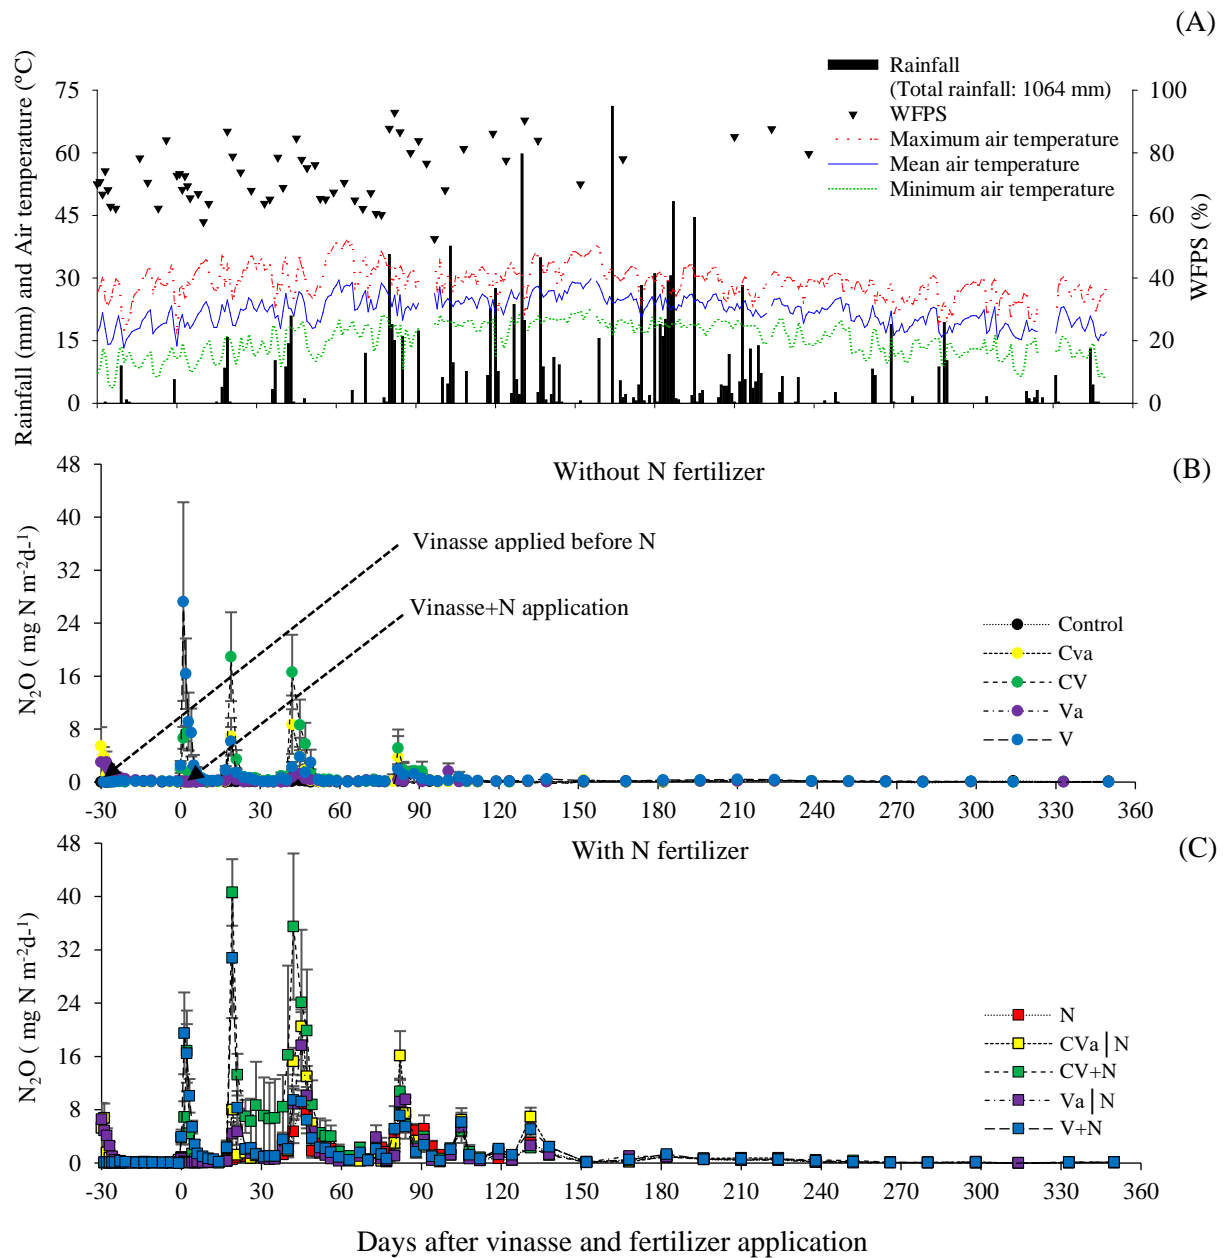 (A)
Rainfall (mm) and Air temperature (ºC)
75
60
45
30
15
0
100
80
60
40
20
0
WFPS (%)
Rainfall
(Total rainfall: 1064 mm)
WFPS
Maximum air temperature
Mean air temperature
Minimum air temperature
Without N fertilizer
(B)
N2O ( mg N m-2d-1)
48
40
32
24
16
8
0
Vinasse applied before N
Vinasse+N application
Control
Cva
CV
Va
V
-30 0 30 60 90 120 150 180 210 240 270 300 330 360
With N fertilizer
(C)
N2O ( mg N m-2d-1)
48
40
32
24
16
8
0
N
CVa│N
CV+N
Va│N
V+N
-30 0 30 60 90 120 150 180 210 240 270 300 330 360
Days after vinasse and fertilizer application